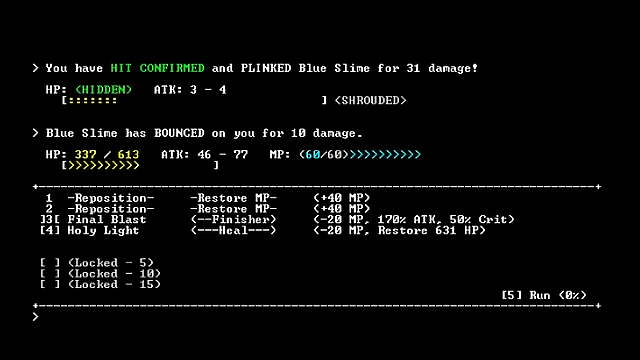 > You have HIT CONFIRMED and PLINKED Blue Slime for 31 damage!
HP: (HIDDEN) ATK: 3 - 4
[::::::: ] <SHROUDED>
> Blue Slime has BOUNCED on you for 10 damage.
HP: 337 / 613 ATK: 46 - 77 MP: (60/60)>>>>>>>>>>
[>>>>>>>>>> ]
+---------------------------------------------------------------+
1 -Reposition- -Restore MP- (+40 MP)
2 -Reposition- -Restore MP- (+40 MP)
]3[ Final Blast (--Finisher) (-20 MP, 170% ATK, 50% Crit)
[4] Holy Light (---Heal---) (-20 MP, Restore 631 HP)
[ ] (Locked - 5)
[ ] (Locked - 10)
[ ] (Locked - 15)
[5] Run (0%)
+---------------------------------------------------------------+
>